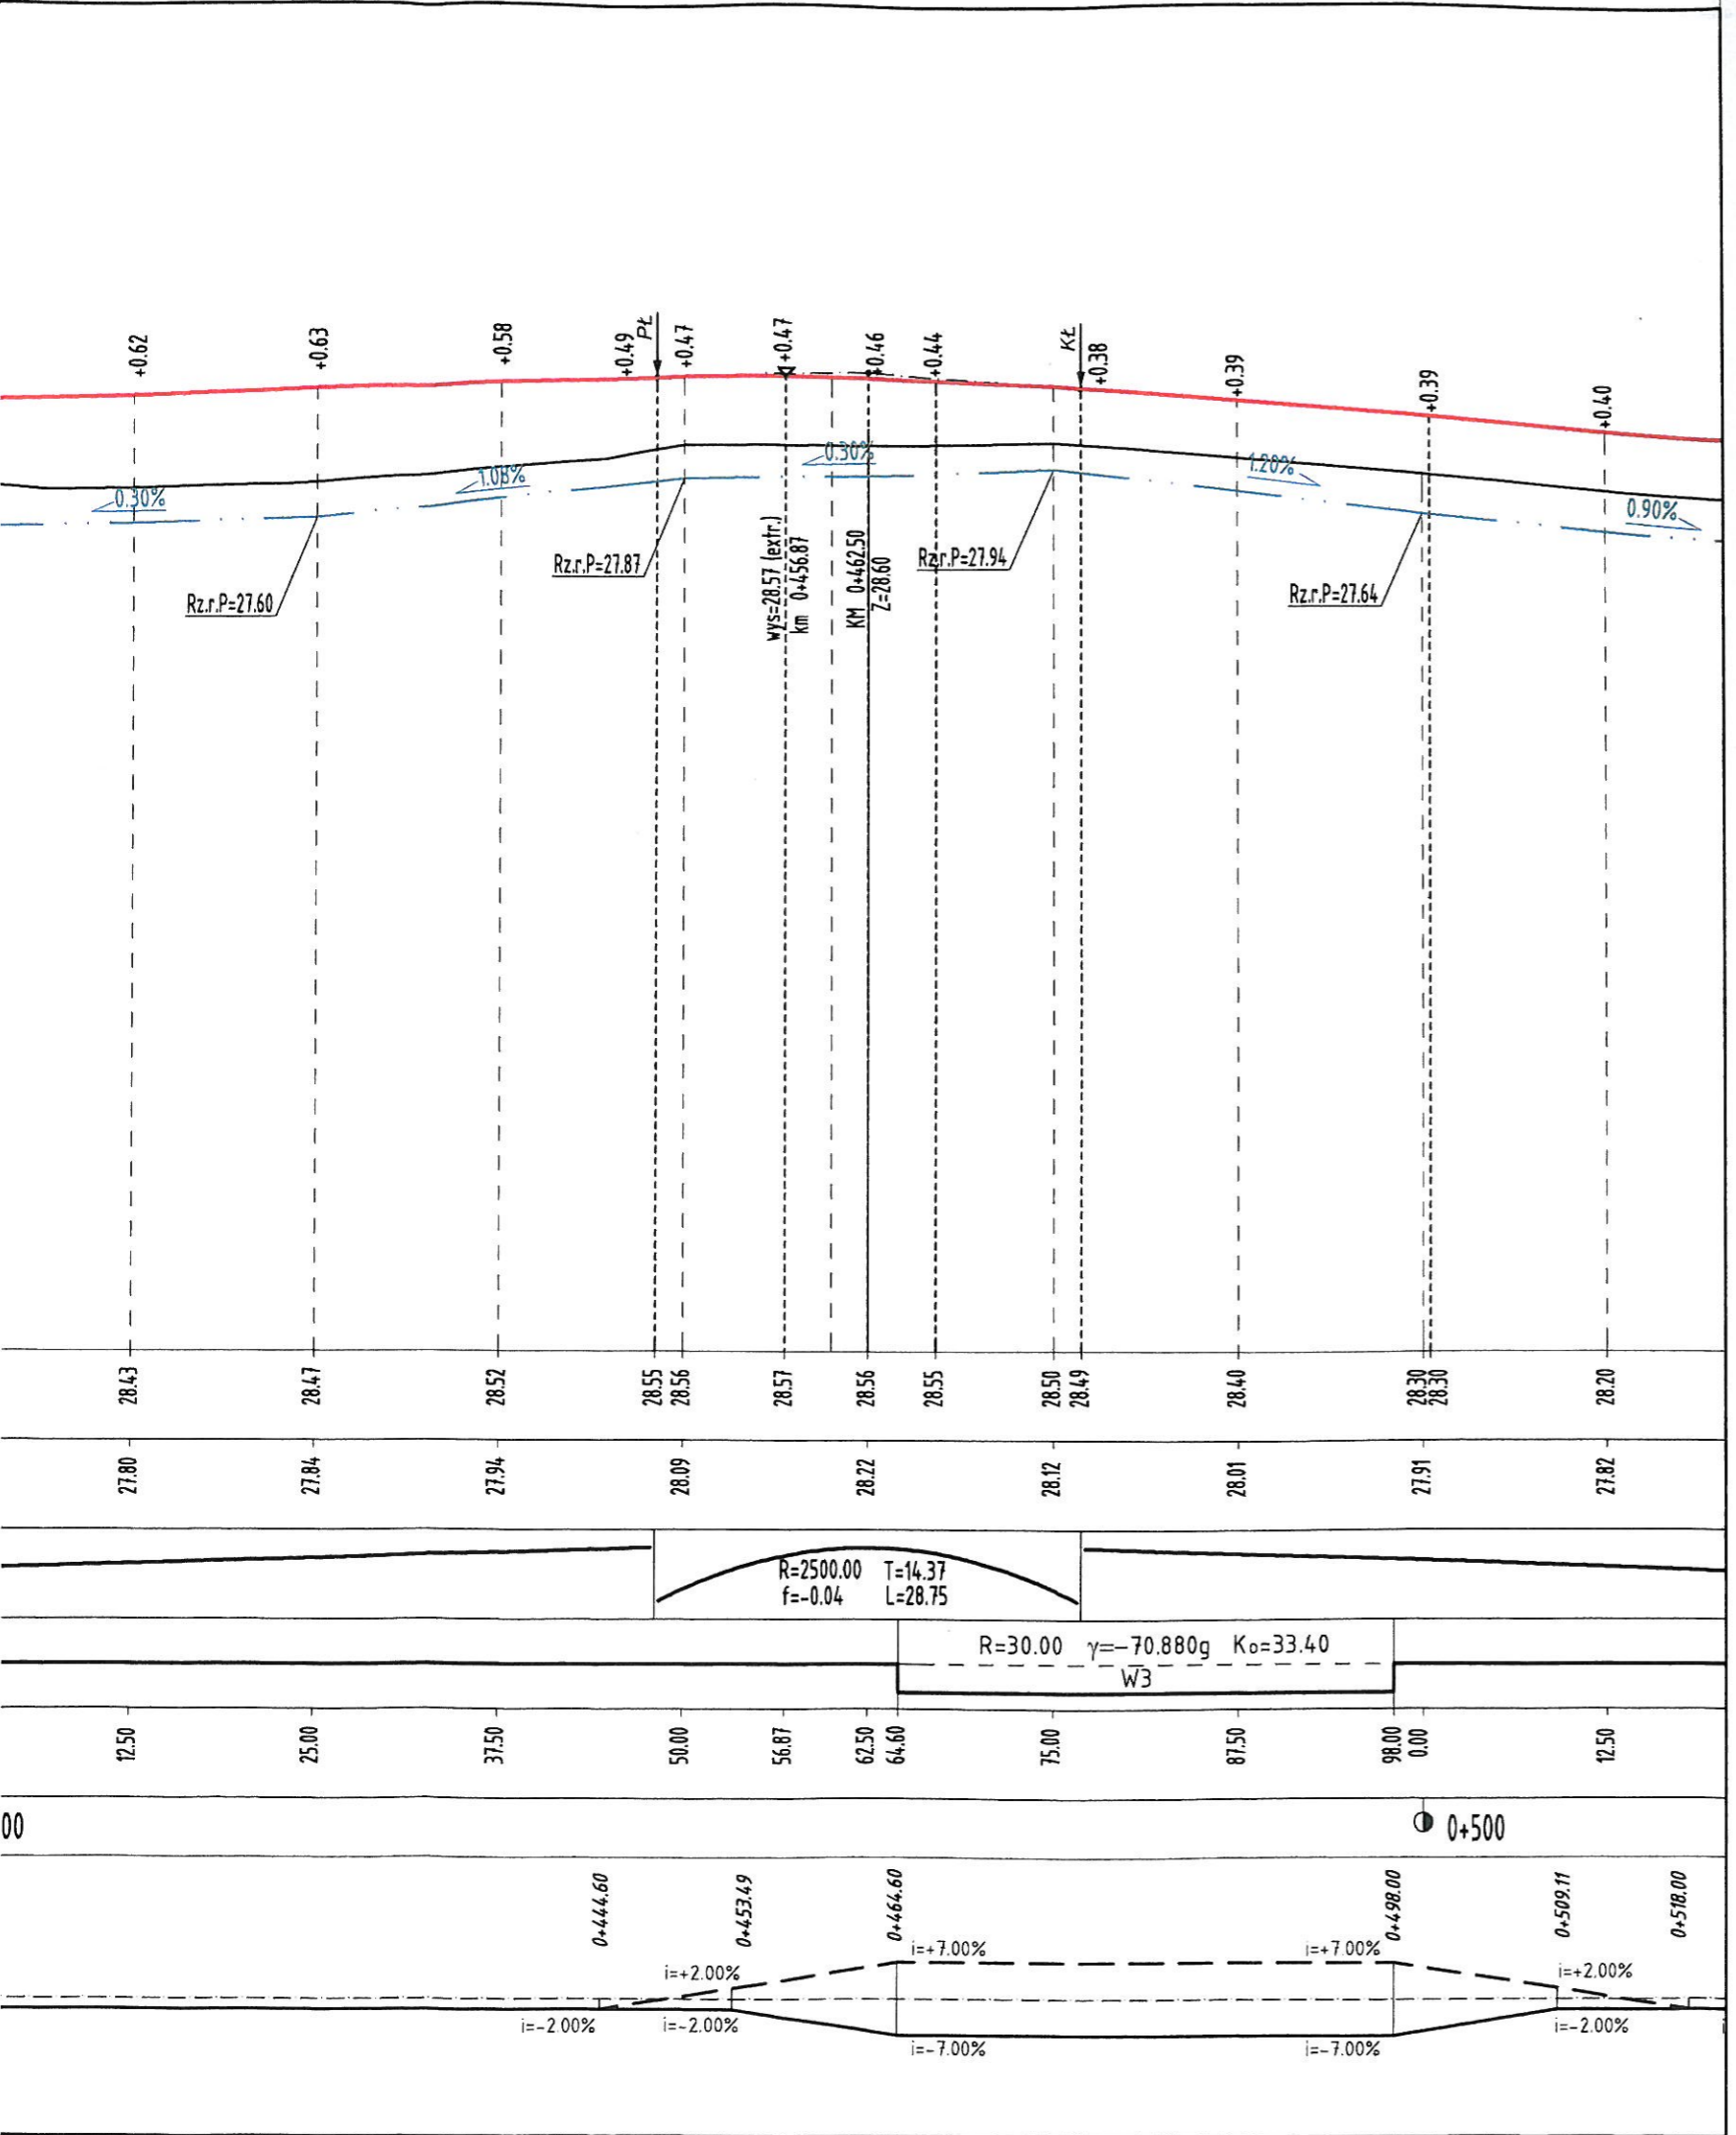 +0.62
+0.63
+0.58
+0.49
PŁ
+0.47
+0.47
+0.46
+0.44
KŁ
+0.38
+0.39
+0.39
+0.40
0.30%
1.08%
0.30%
1.20%
0.90%
Rz.r.P=27.60
Rz.r.P=27.87
wys=28.57 (extr.)
km 0+456.87
KM 0+462.50
Z=28.60
Rz.r.P=27.94
Rz.r.P=27.64
28.43
28.47
28.52
28.55
28.56
28.57
28.56
28.55
28.50
28.49
28.40
28.30
28.30
28.20
27.80
27.84
27.94
28.09
28.22
28.12
28.01
27.91
27.82
R=2500.00 T=14.37
f=-0.04 L=28.75
R=30.00 γ=-70.880g Ko=33.40
W3
12.50
25.00
37.50
50.00
56.87
62.50
64.60
75.00
87.50
98.00
0.00
12.50
00
0+500
0+444.60
0+453.49
0+464.60
0+498.00
0+509.11
0+518.00
i=+2.00%
i=+7.00%
i=+7.00%
i=+2.00%
i=-2.00%
i=-2.00%
i=-7.00%
i=-7.00%
i=-2.00%